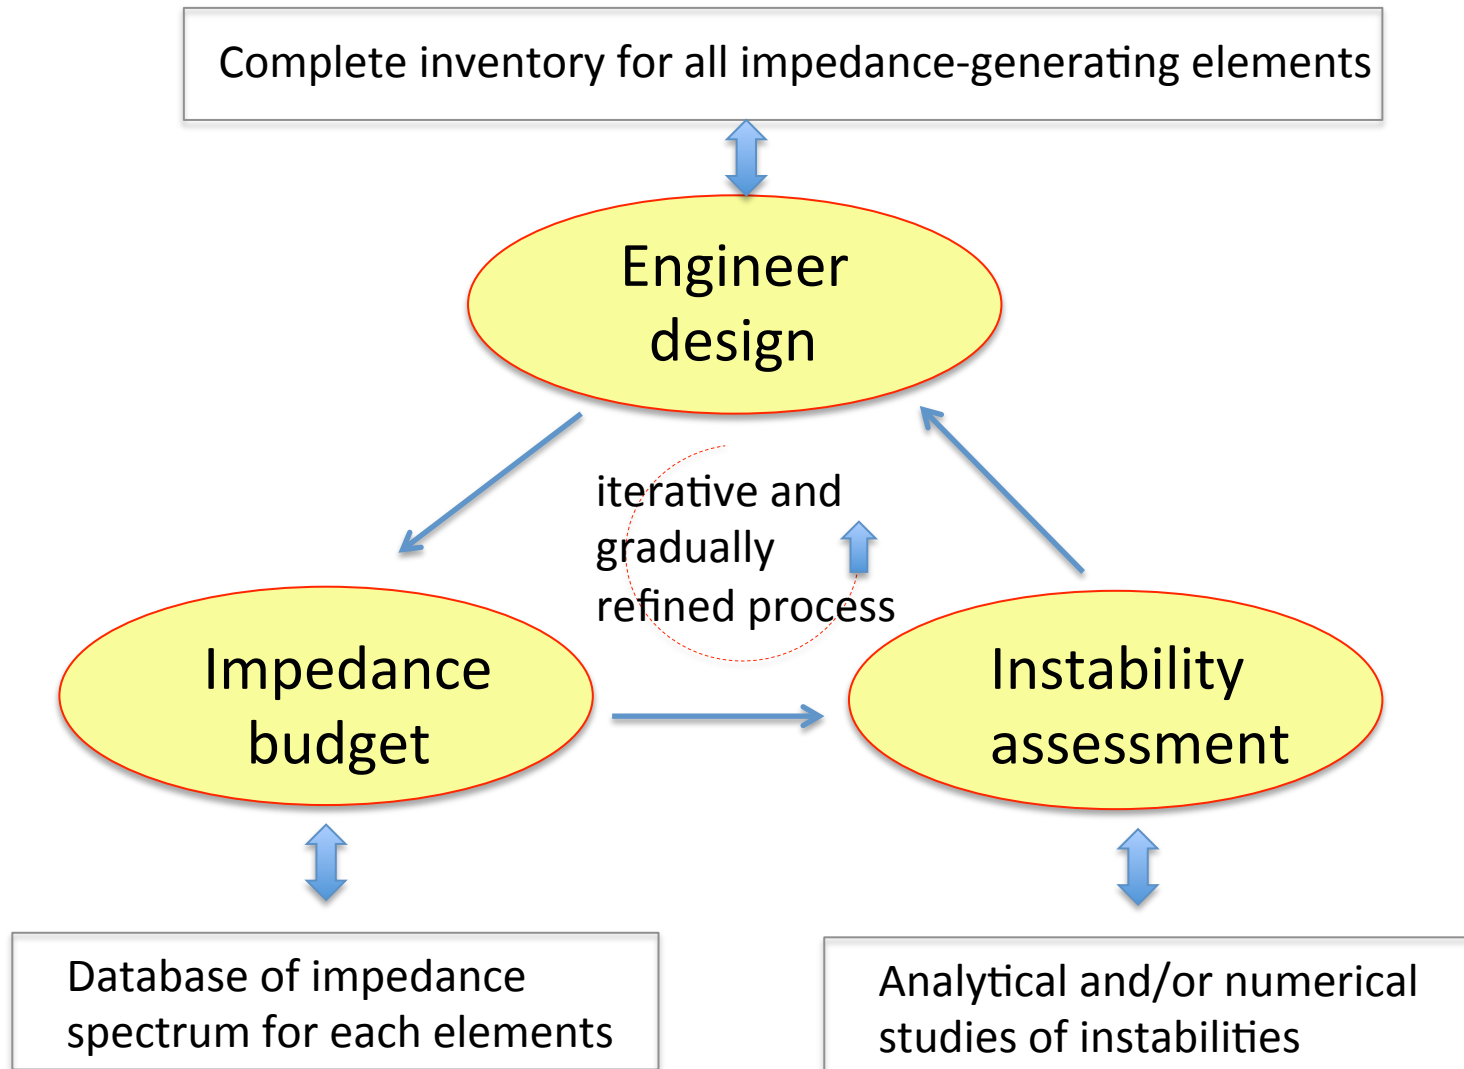 Complete inventory for all impedance-generating elements
Engineer
design
iterative and
gradually
refined process
Impedance
budget
Instability
assessment
Database of impedance
spectrum for each elements
Analytical and/or numerical
studies of instabilities